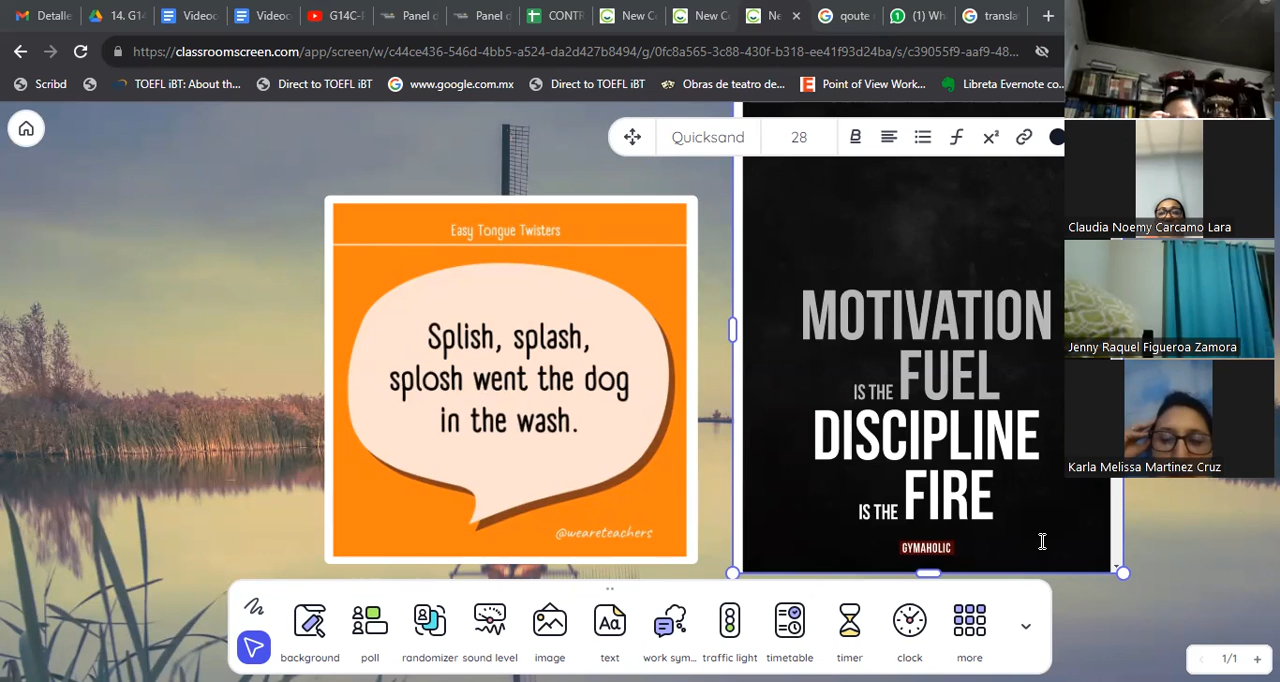 Detalle
14. G14
Videoc
Videoc
G14C-F
Panel d
Panel d
CONTR
New C
New C
Ne
qoute
(1) Wh
transla
https://classroomscreen.com/app/screen/w/c44ce436-546d-4bb5-a524-da2d427b8494/g/0fc8a565-3c88-430f-b318-ee41f93d24ba/s/c39055f9-aaf9-48...
Scribd
TOEFL iBT: About th...
Direct to TOEFL iBT
www.google.com.mx
Direct to TOEFL iBT
Obras de teatro de...
Point of View Work...
Libreta Evernote co...
Quicksand
28
Easy Tongue Twisters
Splish, splash,
splosh went the dog
in the wash.
@weareteachers
MOTIVATION
IS THE FUEL
DISCIPLINE
IS THE FIRE
GYMAHOLIC
Claudia Noemy Carcamo Lara
Jenny Raquel Figueroa Zamora
Karla Melissa Martinez Cruz
background
poll
randomizer
sound level
image
text
work sym...
traffic light
timetable
timer
clock
more
1/1